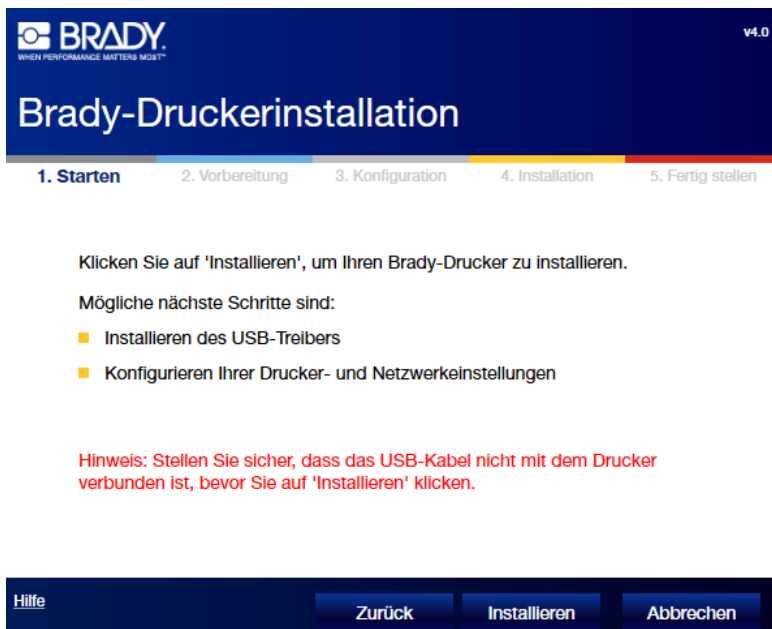 BRADY.
WHEN PERFORMANCE MATTERS MOST™
v4.0
Brady-Druckerinstallation
1. Starten 2. Vorbereitung 3. Konfiguration 4. Installation 5. Fertig stellen
Klicken Sie auf 'Installieren', um Ihren Brady-Drucker zu installieren.
Mögliche nächste Schritte sind:
Installieren des USB-Treibers
Konfigurieren Ihrer Drucker- und Netzwerkeinstellungen
Hinweis: Stellen Sie sicher, dass das USB-Kabel nicht mit dem Drucker
verbunden ist, bevor Sie auf 'Installieren' klicken.
Hilfe
Zurück Installieren Abbrechen